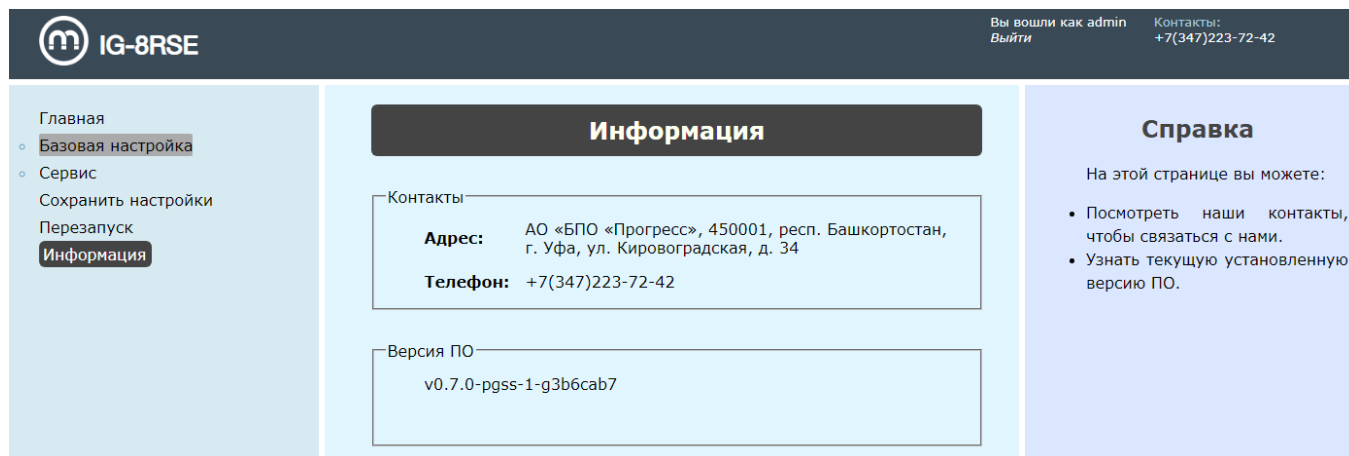 IG-8RSE
Вы вошли как admin
Выйти
Контакты:
+7(347)223-72-42
Главная
Базовая настройка
Сервис
Сохранить настройки
Перезапуск
Информация
Информация
Контакты
Адрес: АО «БПО «Прогресс», 450001, респ. Башкортостан,
г. Уфа, ул. Кировоградская, д. 34
Телефон: +7(347)223-72-42
Версия ПО
v0.7.0-pgss-1-g3b6cab7
Справка
На этой странице вы можете:
Посмотреть наши контакты,
чтобы связаться с нами.
Узнать текущую установленную
версию ПО.